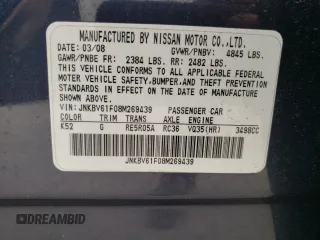 MANUFACTURED BY NISSAN MOTOR CO.,LTD.
DATE: 03/08 GVWR/PNBV: 4845 LBS.
GAWR/PNBE FR: 2384 LBS. RR: 2482 LBS.
THIS VEHICLE CONFORMS TO ALL APPLICABLE FEDERAL
MOTOR VEHICLE SAFETY, BUMPER, AND THEFT PREVENTION
STANDARDS IN EFFECT ON THE DATE OF MANUFACTURE
SHOWN ABOVE.
VIN: JNKBV61F08M269439 PASSENGER CAR
COLOR TRIM TRANS AXLE ENGINE
K52 G RE5R05A RC36 VQ35(HR) 3498CC
JNKBV61F08M269439
DREAMBID